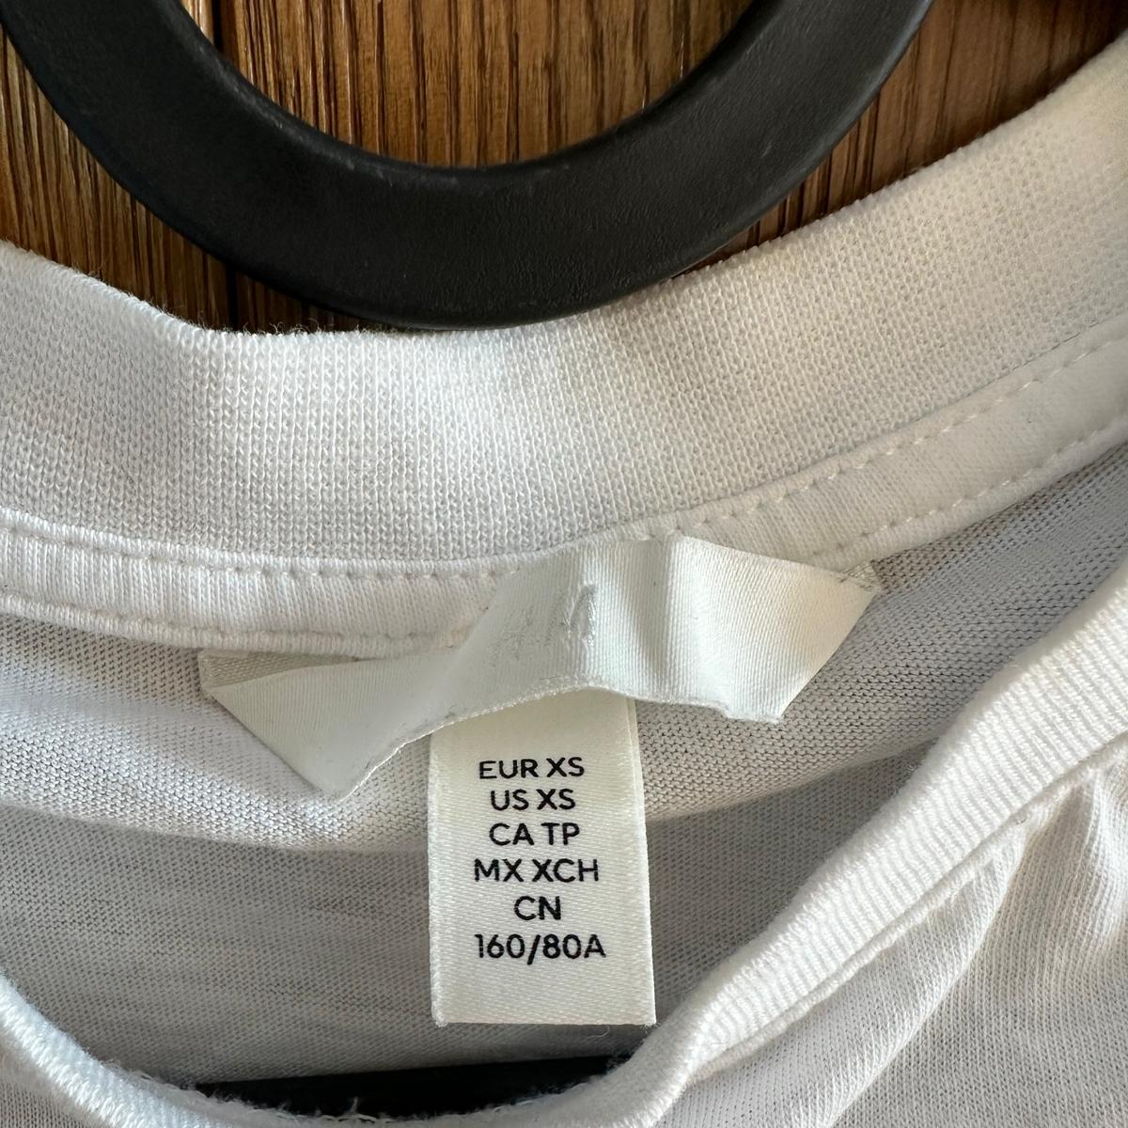 EUR XS
US XS
CA TP
MX XCH
CN
160/80A